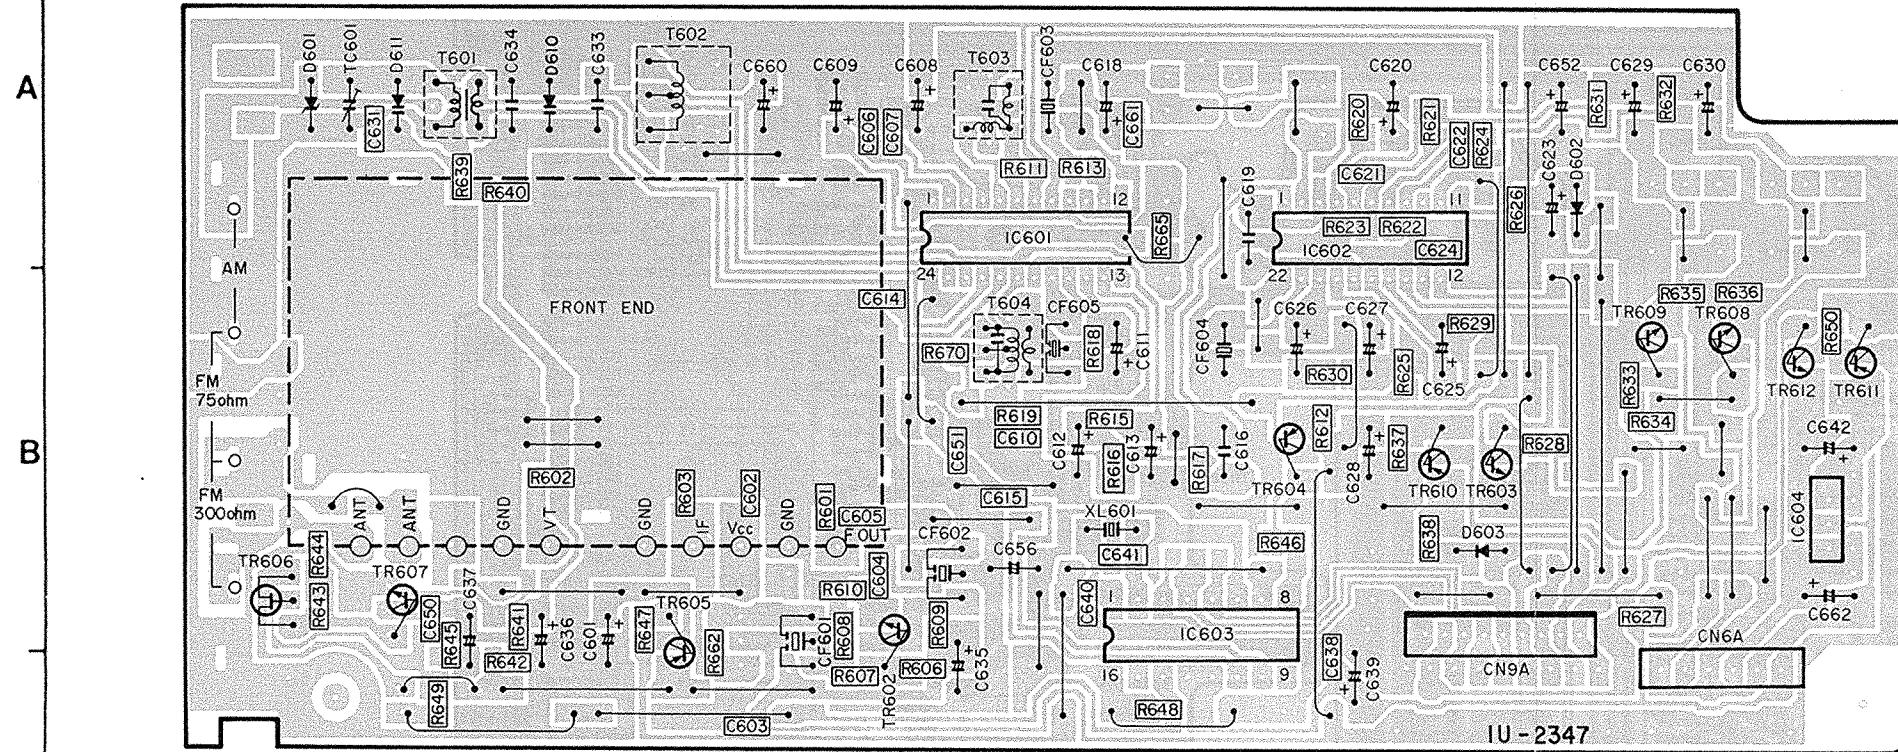 A
D601 TC601 D611 T601 C634 D610 C633 T602 C660 C609 C608 T603 CF603 C618 C620 C652 C629 C630
C631 C606 C607 C661 R620 R621 C622 R624 R631 R632
R639 R640 R611 R613 C619 C621 C623 D602
1 12 1 11
IC601 R665 R623 R622 IC602 C624 R626
24 13 22 12
AM
FRONT END
C614 T604 CF605 C626 C627 R629 R635 R636
TR609 TR608 R650
R670 R618 C611 CF604 R630 R625 C625 R633 TR612 TR611
FM
75ohm
B
R619 R615 R612 R634
C651 C610 C612 R616 C613 R617 C616 C628 R637 R628 C642
R602 R603 C602 R601 TR604 TR610 TR603
FM
300ohm
C615 IC604
ANT ANT GND VT GND IF Vcc GND C605 F.OUT
XL601
CF602 R646 R638 D603
TR606 R644 TR607 C637 C604 C656 C641
R643 C650 R645 R641 C636 C601 R647 TR605 R610 R609 C640 1 8 R627 C662
R642 R662 CF601 R608 IC603 CN6A
R607 R606 C635 16 9 C638 C639 CN9A
R649 C603 TR602 R648
IU-2347